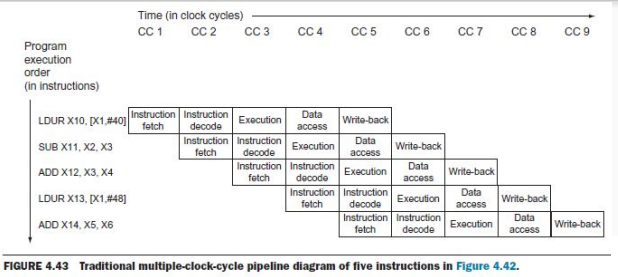 Time (in clock cycles)
CC 1 CC 2 CC 3 CC 4 CC 5 CC 6 CC 7 CC 8 CC 9
Program
execution
order
(in instructions)
LDUR X10, [X1,#40] Instruction fetch Instruction decode Execution Data access Write-back
SUB X11, X2, X3 Instruction fetch Instruction decode Execution Data access Write-back
ADD X12, X3, X4 Instruction fetch Instruction decode Execution Data access Write-back
LDUR X13, [X1,#48] Instruction fetch Instruction decode Execution Data access Write-back
ADD X14, X5, X6 Instruction fetch Instruction decode Execution Data access Write-back
FIGURE 4.43 Traditional multiple-clock-cycle pipeline diagram of five instructions in Figure 4.42.